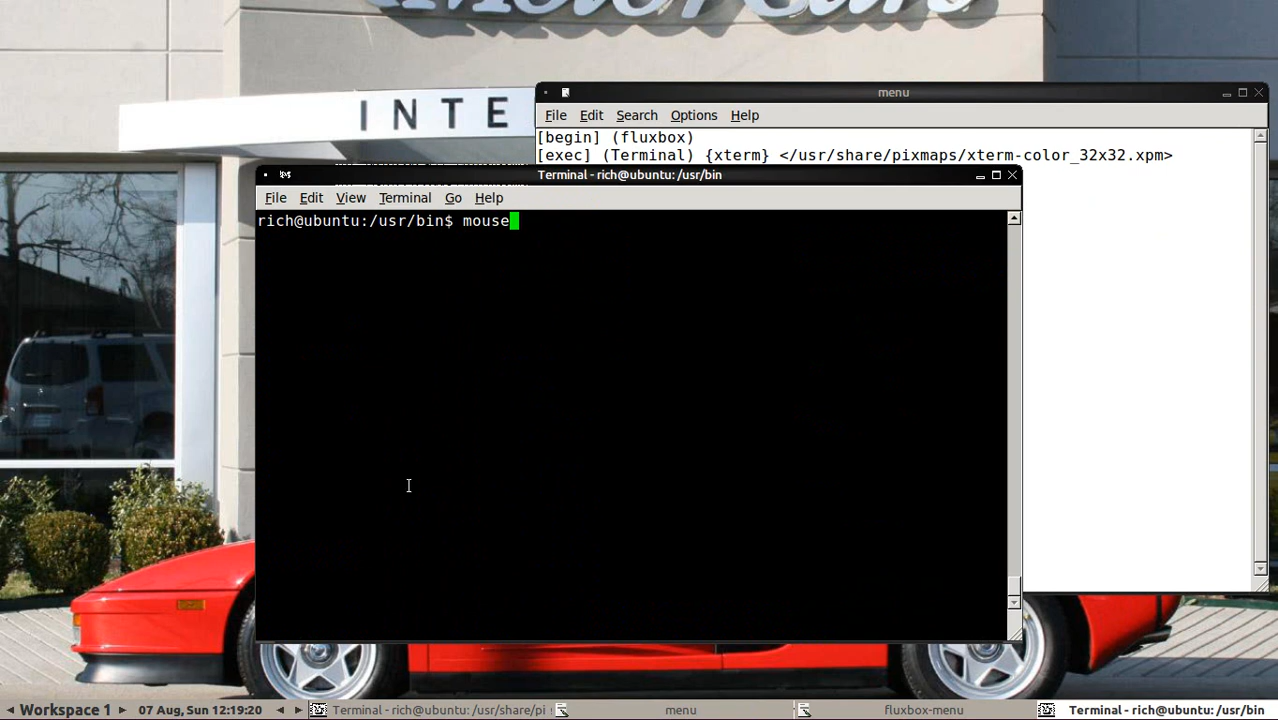 Motor Cars
INTE
menu
File Edit Search Options Help
[begin] (fluxbox)
[exec] (Terminal) {xterm} </usr/share/pixmaps/xterm-color_32x32.xpm>
Terminal - rich@ubuntu: /usr/bin
File Edit View Terminal Go Help
rich@ubuntu:/usr/bin$ mouse
Workspace 1 07 Aug, Sun 12:19:20 Terminal - rich@ubuntu: /usr/share/pi menu fluxbox-menu Terminal - rich@ubuntu: /usr/bin